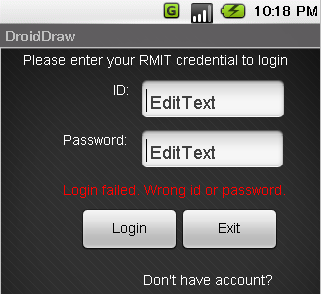 G 10:18 PM
DroidDraw
Please enter your RMIT credential to login
ID: EditText
Password: EditText
Login failed. Wrong id or password.
Login Exit
Don't have account?